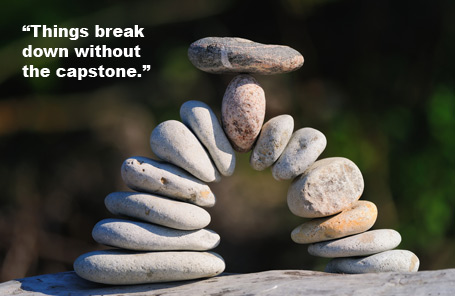 “Things break
down without
the capstone.”